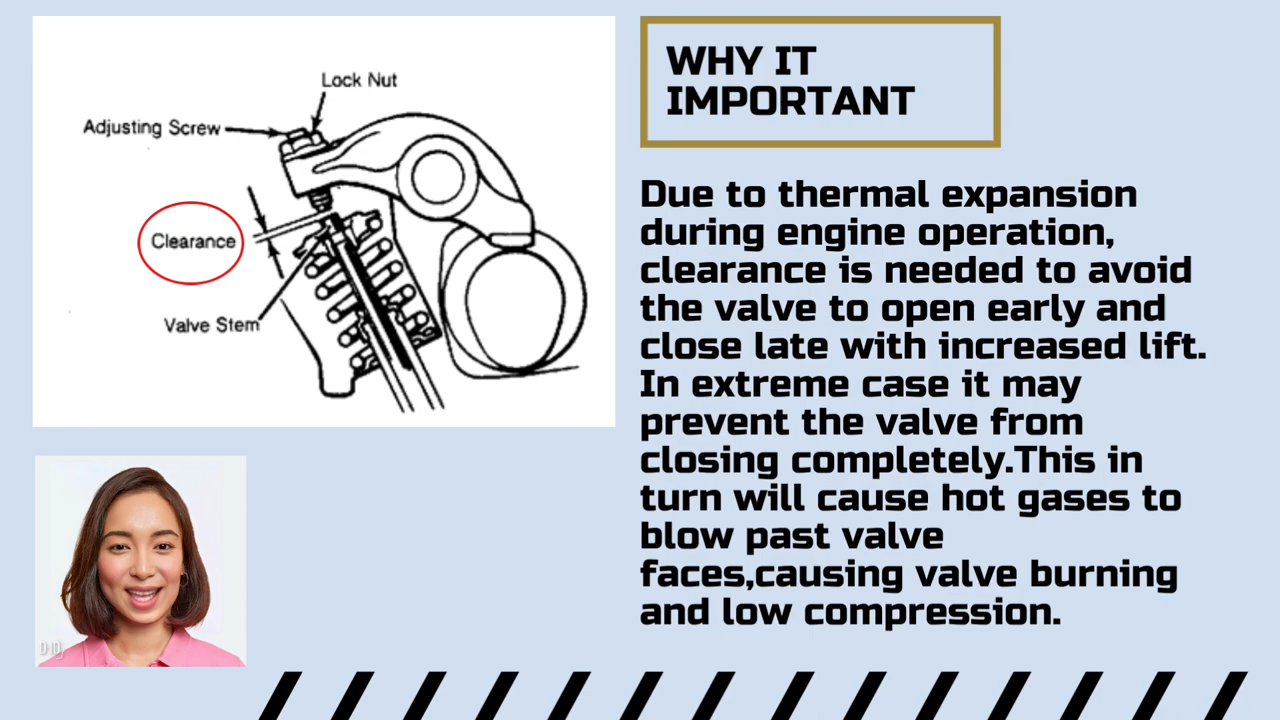 Lock Nut
Adjusting Screw
Clearance
Valve Stem
WHY IT
IMPORTANT
Due to thermal expansion
during engine operation,
clearance is needed to avoid
the valve to open early and
close late with increased lift.
In extreme case it may
prevent the valve from
closing completely.This in
turn will cause hot gases to
blow past valve
faces,causing valve burning
and low compression.
D-ID